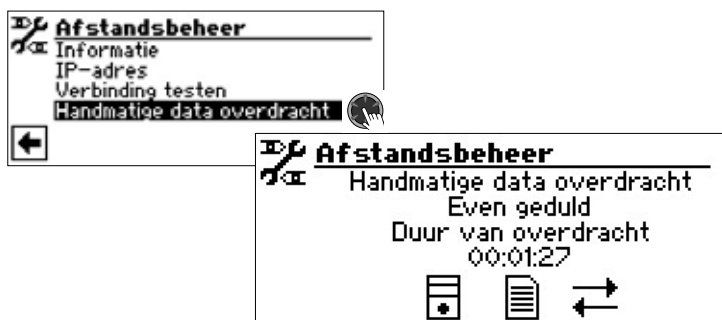 Afstandsbeheer
Informatie
IP-adres
Verbinding testen
Handmatige data overdracht
Afstandsbeheer
Handmatige data overdracht
Even geduld
Duur van overdracht
00:01:27